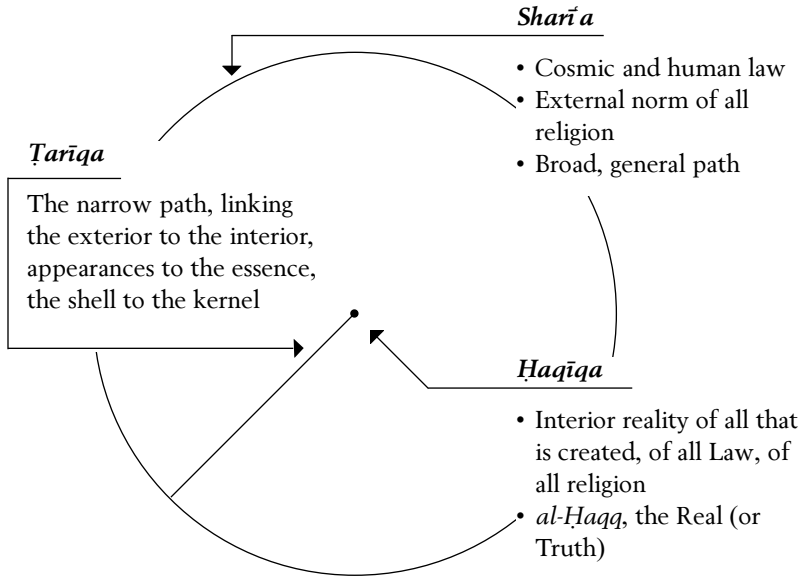 Sharī‘a
• Cosmic and human law
• External norm of all
religion
• Broad, general path
Ṭarīqa
The narrow path, linking
the exterior to the interior,
appearances to the essence,
the shell to the kernel
Ḥaqīqa
• Interior reality of all that
is created, of all Law, of
all religion
• al-Ḥaqq, the Real (or
Truth)